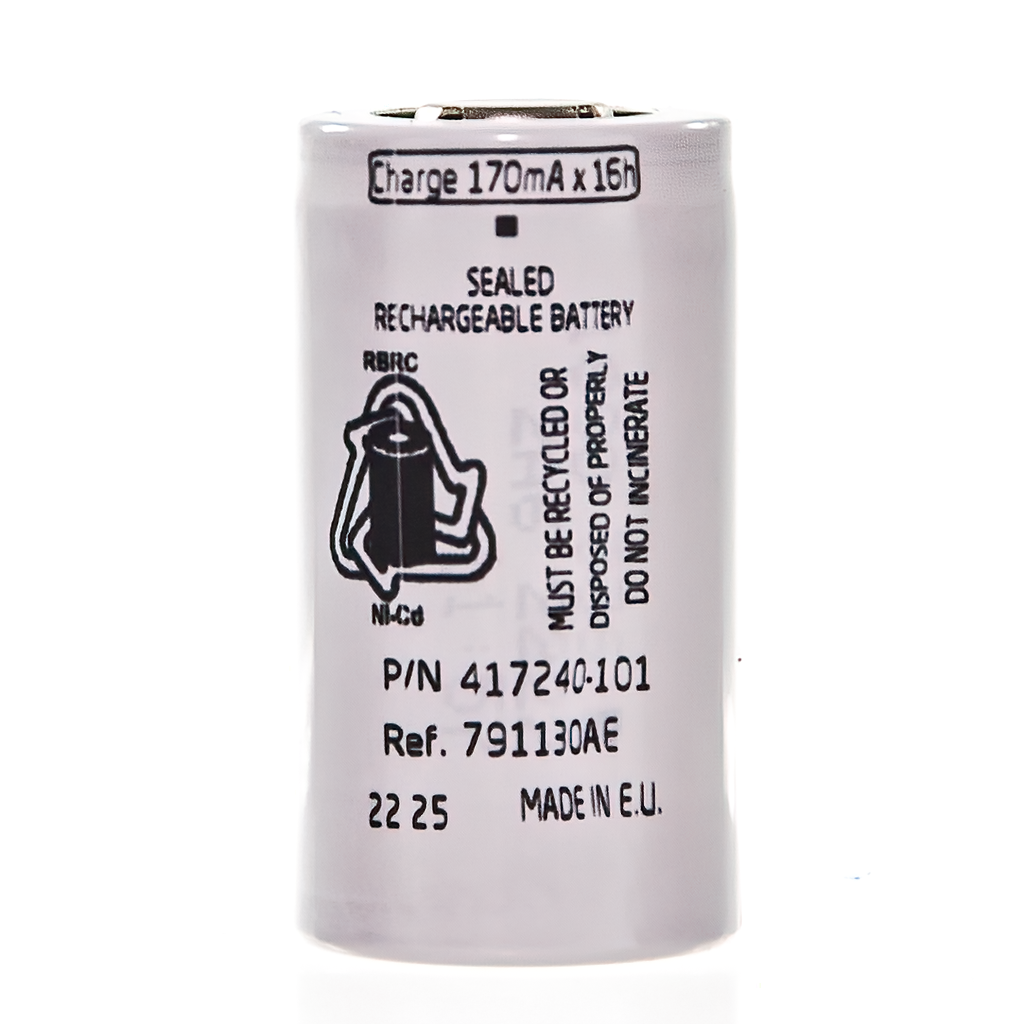 Charge 170mA x 16h
SEALED
RECHARGEABLE BATTERY
RBRC
Ni-Cd
MUST BE RECYCLED OR
DISPOSED OF PROPERLY
DO NOT INCINERATE
P/N 417240-101
Ref. 791130AE
22 25
MADE IN E.U.